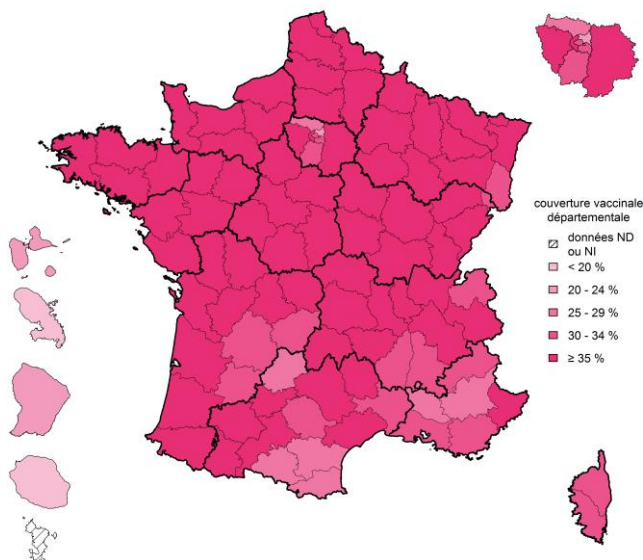 couverture vaccinale
départementale
données ND
ou NI
< 20 %
20 - 24 %
25 - 29 %
30 - 34 %
≥ 35 %